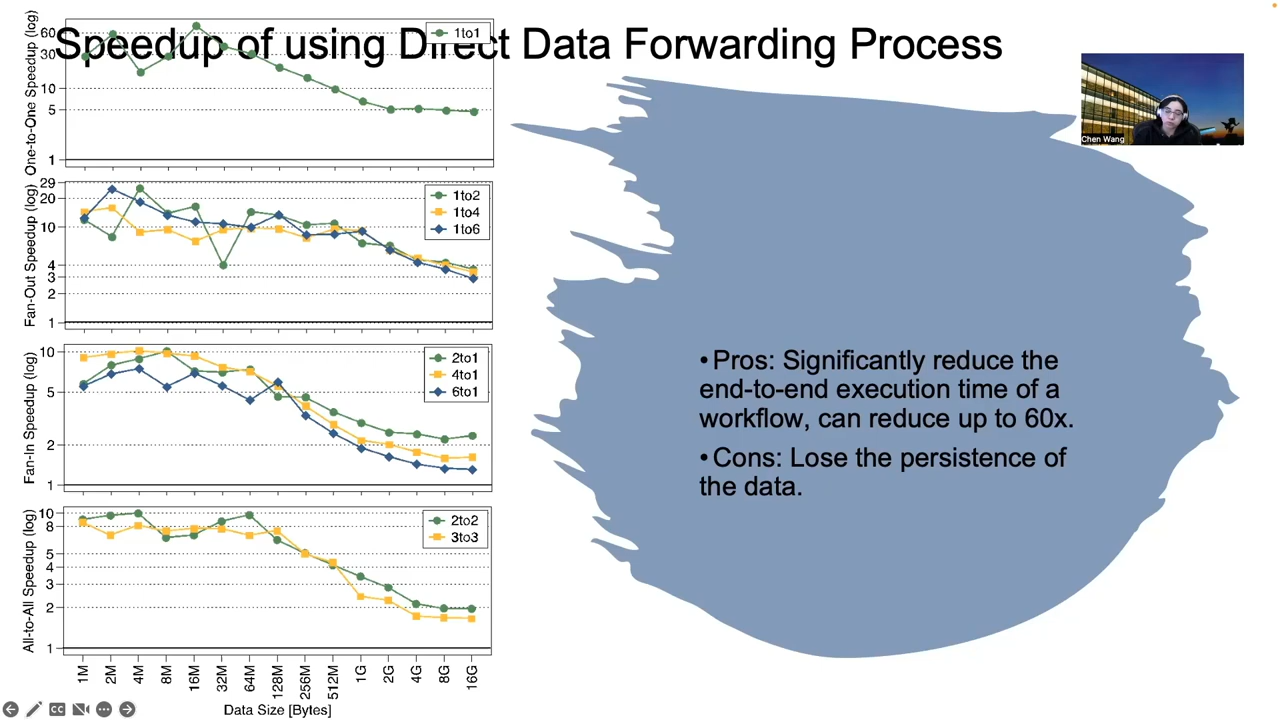 Speedup of using Direct Data Forwarding Process
One-to-One Speedup (log)
60
30
10
5
1
1to1
Fan-Out Speedup (log)
29
20
10
4
3
2
1
1to2
1to4
1to6
Fan-In Speedup (log)
10
5
2
1
2to1
4to1
6to1
All-to-All Speedup (log)
10
8
5
4
3
2
1
2to2
3to3
1M 2M 4M 8M 16M 32M 64M 128M 256M 512M 1G 2G 4G 8G 16G
Data Size [Bytes]
Chen Wang
• Pros: Significantly reduce the
end-to-end execution time of a
workflow, can reduce up to 60x.
• Cons: Lose the persistence of
the data.
CC